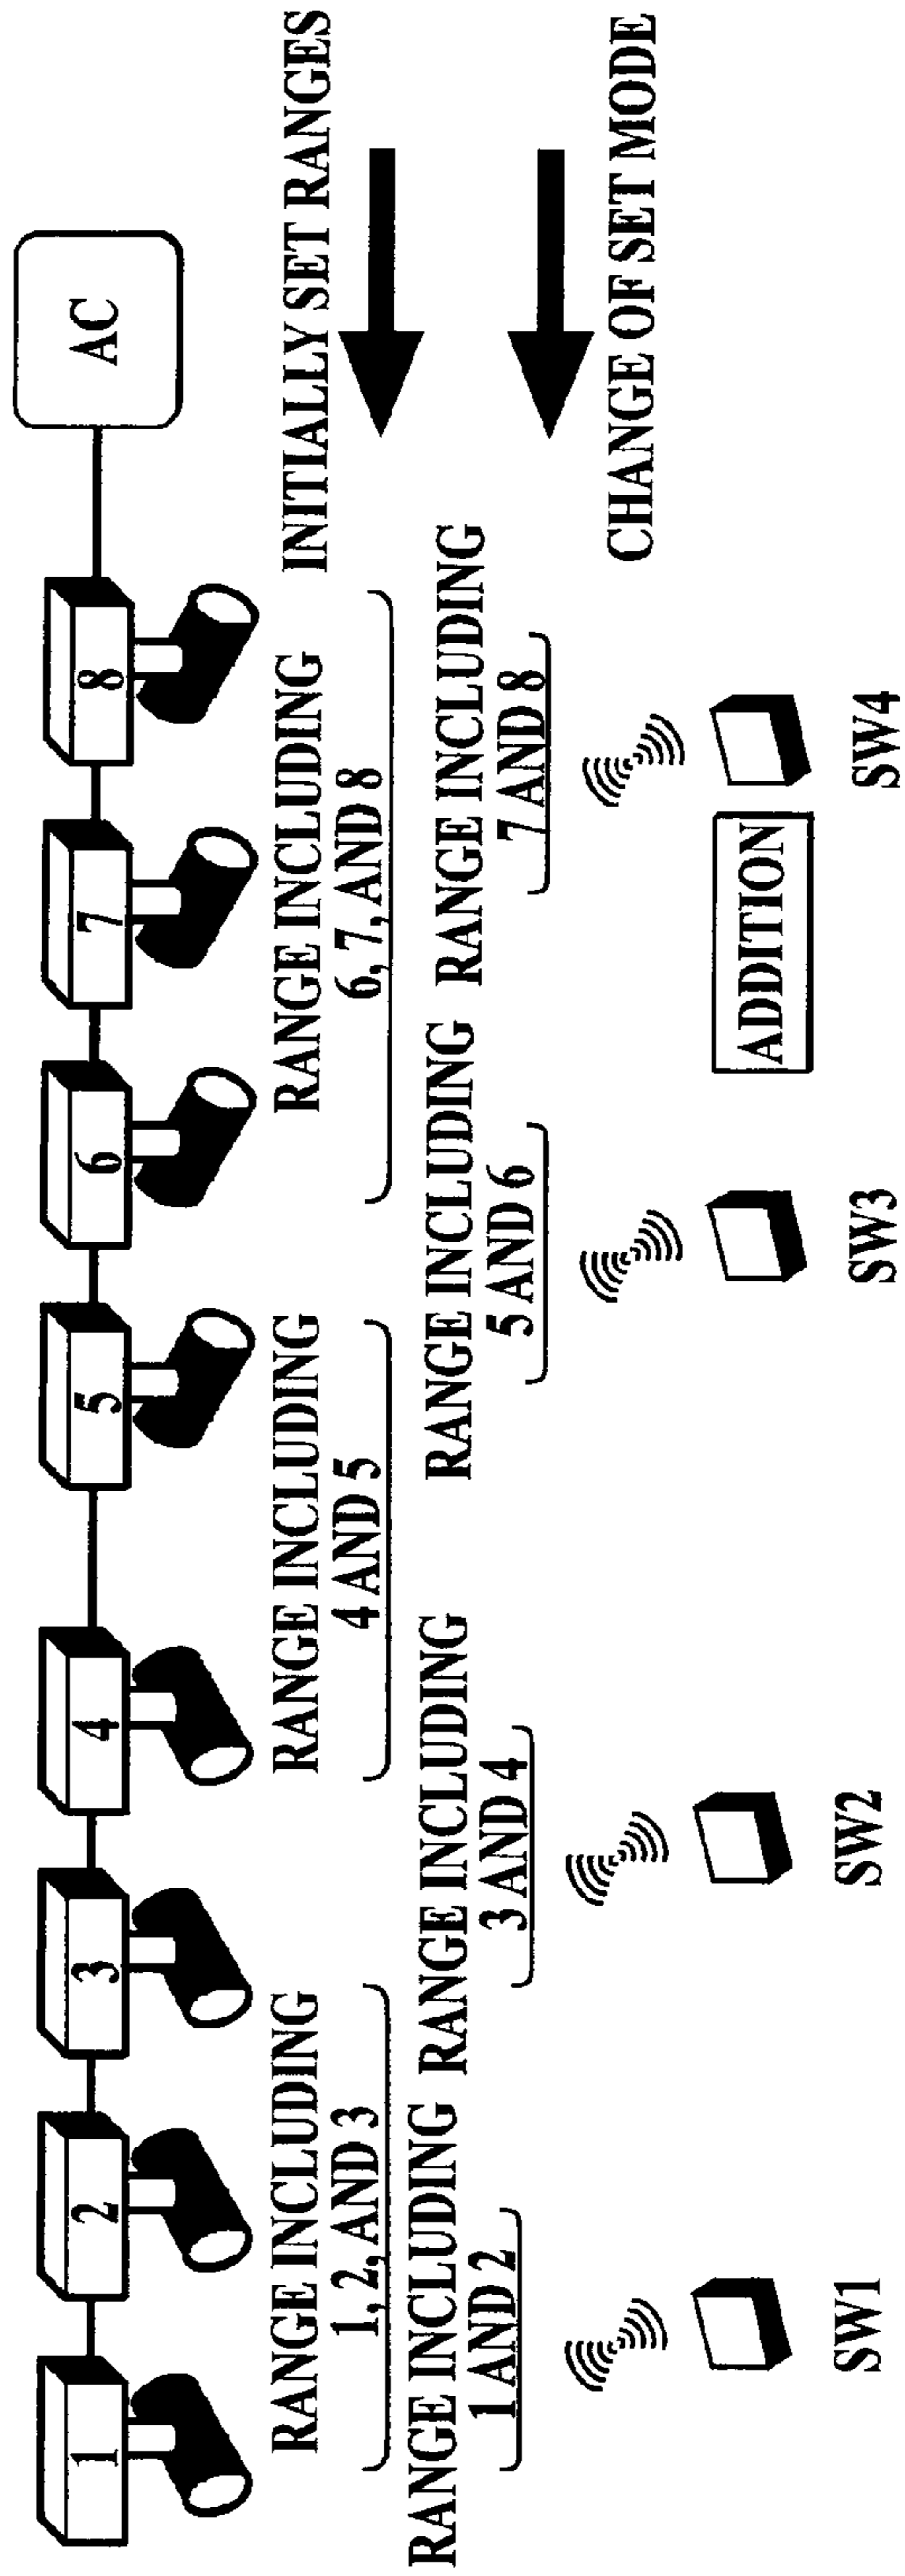 AC
1
2
3
4
5
6
7
8
INITIALLY SET RANGES
RANGE INCLUDING
1, 2, AND 3
RANGE INCLUDING
4 AND 5
RANGE INCLUDING
6, 7, AND 8
RANGE INCLUDING
1 AND 2
RANGE INCLUDING
3 AND 4
RANGE INCLUDING
5 AND 6
RANGE INCLUDING
7 AND 8
CHANGE OF SET MODE
ADDITION
SW1
SW2
SW3
SW4